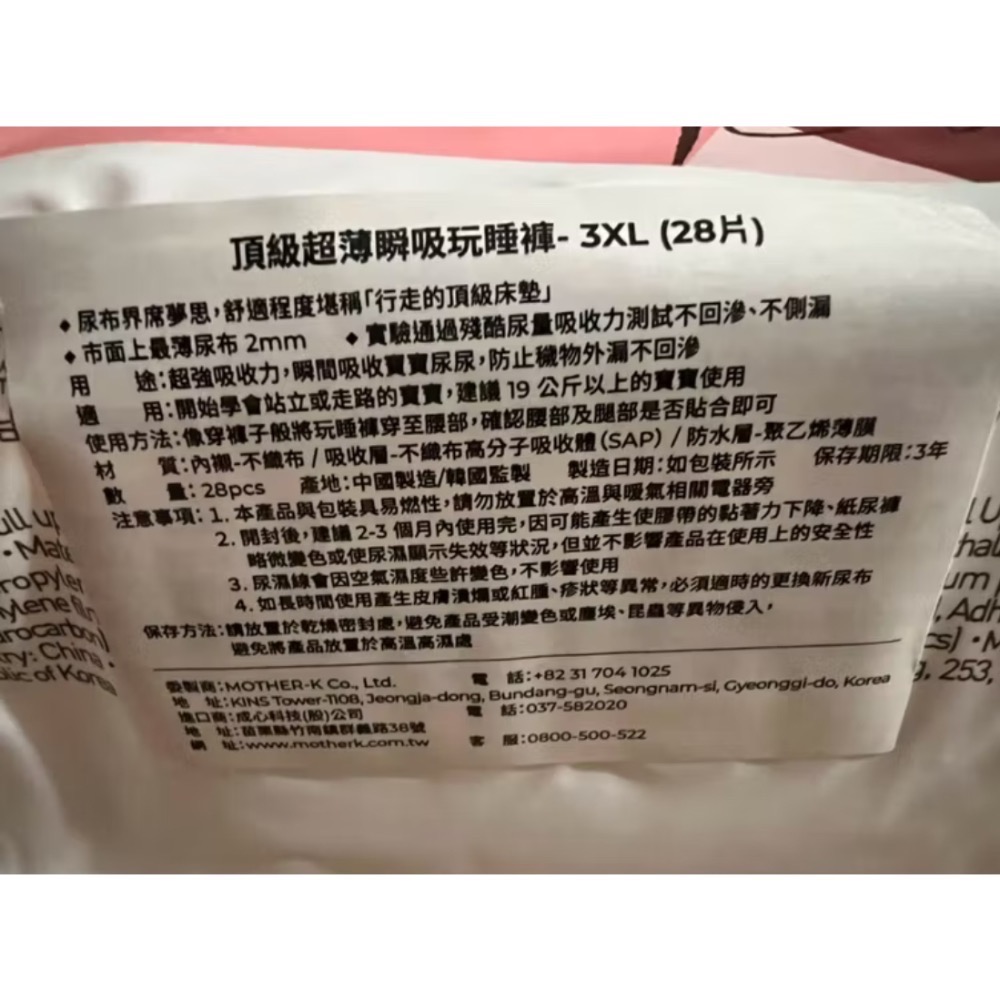 頂級超薄瞬吸玩睡褲- 3XL (28片)
◆ 尿布界席夢思，舒適程度堪稱「行走的頂級床墊」
◆ 市面上最薄尿布 2mm ◆ 實驗通過殘酷尿量吸收力測試不回滲、不側漏
用 途：超強吸收力，瞬間吸收寶寶尿尿，防止穢物外漏不回滲
適 用：開始學會站立或走路的寶寶，建議 19 公斤以上的寶寶使用
使用方法：像穿褲子般將玩睡褲穿至腰部，確認腰部及腿部是否貼合即可
材 質：內襯-不織布 / 吸收層-不織布高分子吸收體 (SAP) / 防水層-聚乙烯薄膜
數 量：28pcs 產地：中國製造/韓國監製 製造日期：如包裝所示 保存期限：3年
注意事項：1. 本產品與包裝具易燃性，請勿放置於高溫與暖氣相關電器旁
2. 開封後，建議 2-3 個月內使用完，因可能產生使膠帶的黏著力下降、紙尿褲
略微變色或使尿濕顯示失效等狀況，但並不影響產品在使用上的安全性
3. 尿濕線會因空氣濕度些許變色，不影響使用
4. 如長時間使用產生皮膚潰爛或紅腫、疹狀等異常，必須適時的更換新尿布
保存方法：請放置於乾燥密封處，避免產品受潮變色或塵埃、昆蟲等異物侵入，
避免將產品放置於高溫高濕處
委製商：MOTHER-K Co., Ltd. 電 話：+82 31 704 1025
地 址：KINS Tower-1108, Jeongja-dong, Bundang-gu, Seongnam-si, Gyeonggi-do, Korea
進口商：成心科技(股)公司 電 話：037-582020
地 址：苗栗縣竹南鎮群義路38號
網 址：www.motherk.com.tw 客 服：0800-500-522